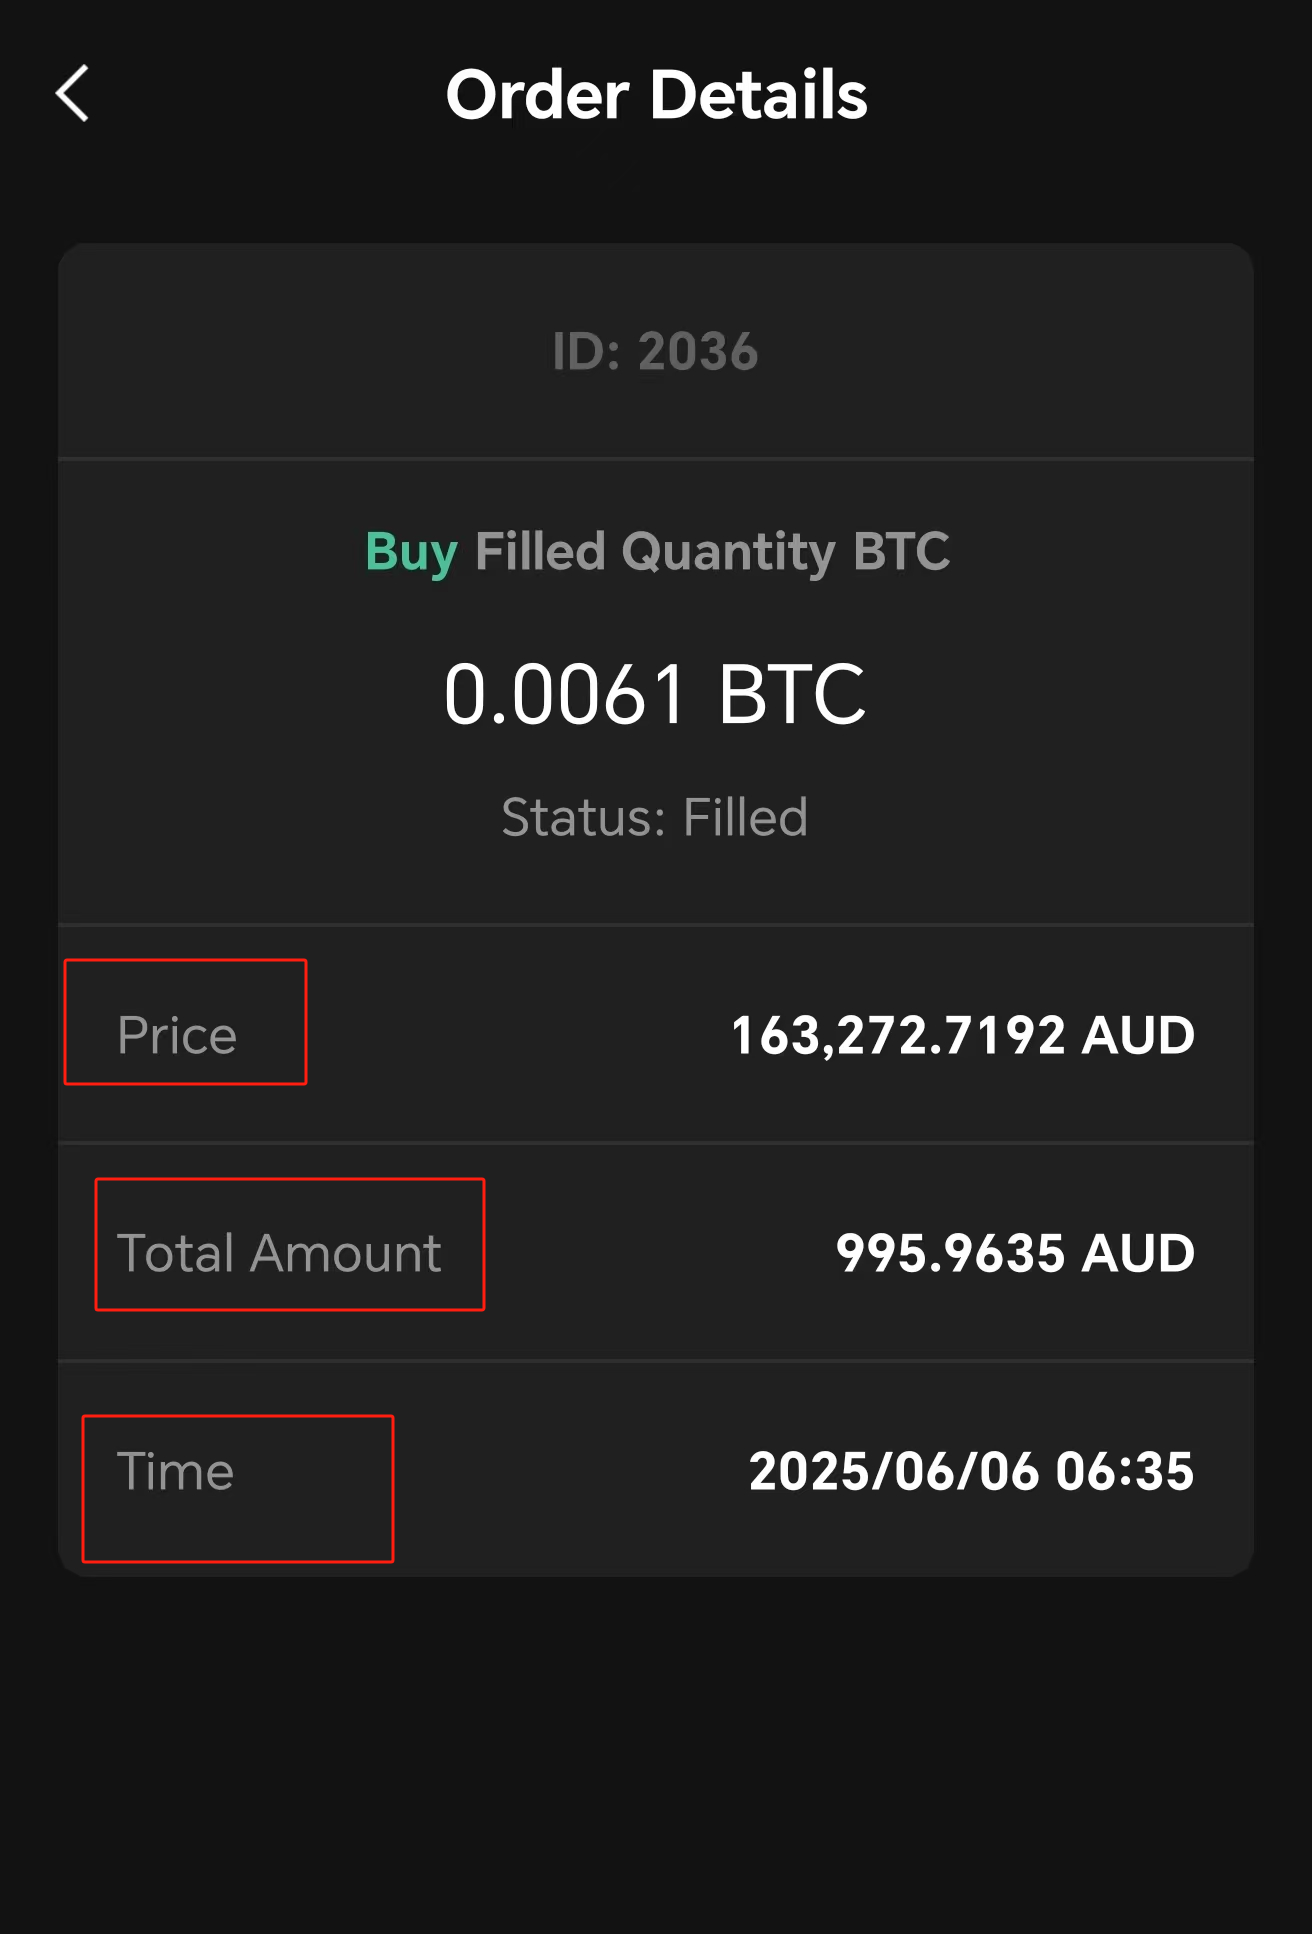 Order Details
ID: 2036
Buy Filled Quantity BTC
0.0061 BTC
Status: Filled
Price 163,272.7192 AUD
Total Amount 995.9635 AUD
Time 2025/06/06 06:35